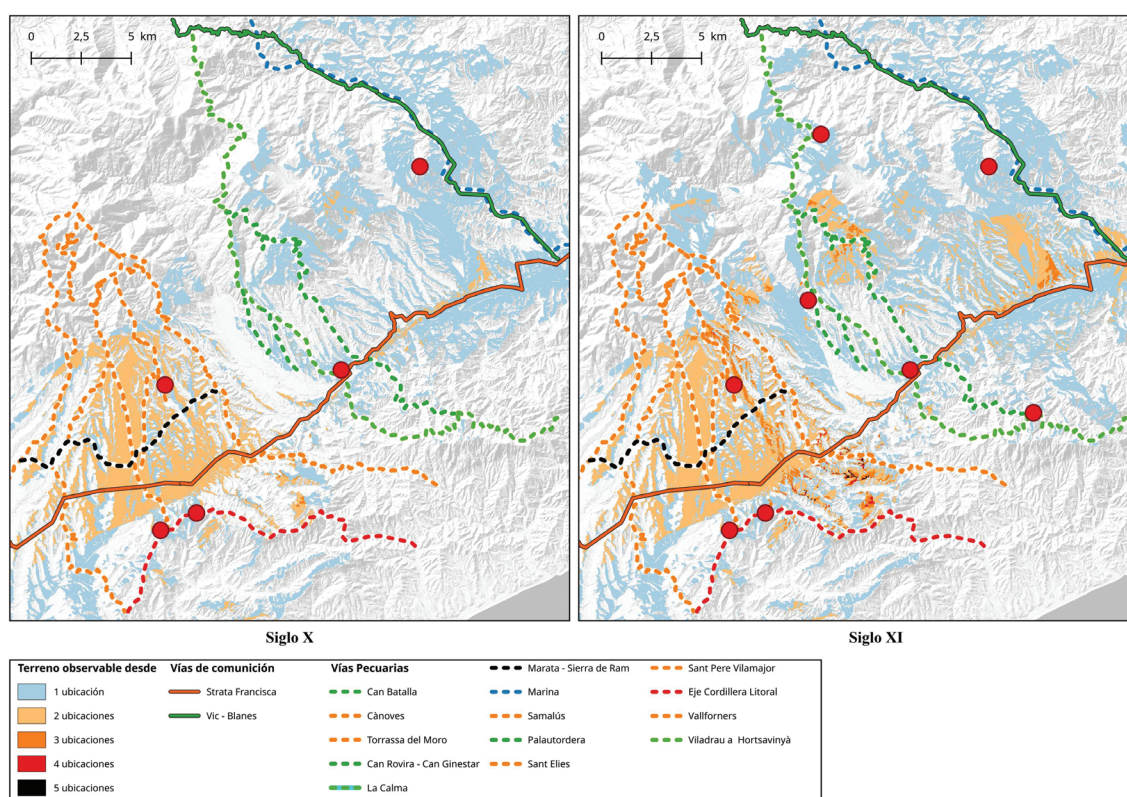 0 2,5 5 km
0 2,5 5 km
Siglo X
Siglo XI
Terreno observable desde
1 ubicación
2 ubicaciones
3 ubicaciones
4 ubicaciones
5 ubicaciones
Vías de comunición
Strata Francisca
Vic - Blanes
Vías Pecuarias
Can Batalla
Cànoves
Torrassa del Moro
Can Rovira - Can Ginestar
La Calma
Marata - Sierra de Ram
Marina
Samalús
Palautordera
Sant Elies
Sant Pere Vilamajor
Eje Cordillera Litoral
Vallforners
Viladrau a Hortsavinyà